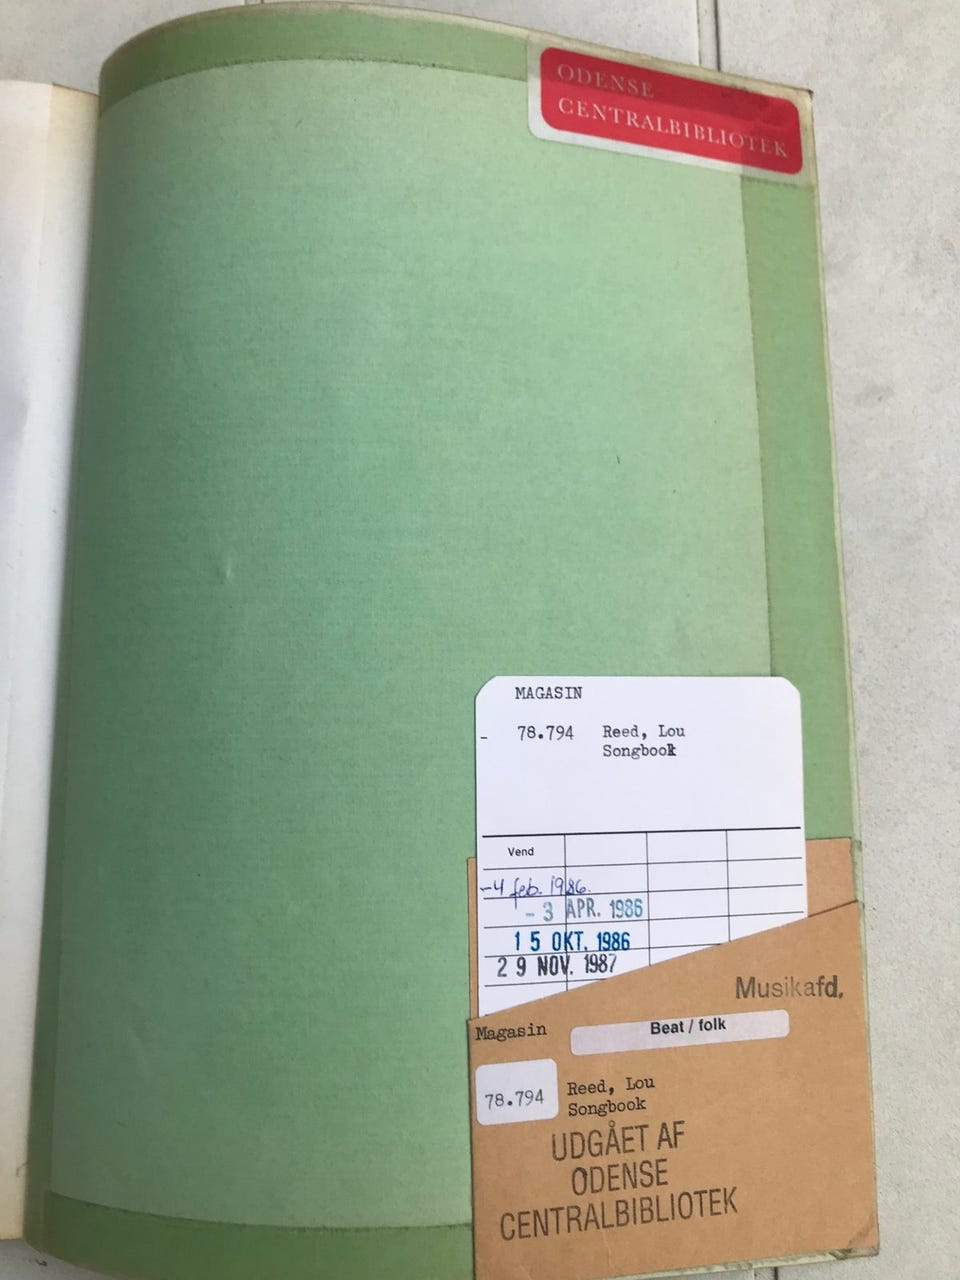 ODENSE
CENTRALBIBLIOTEK
MAGASIN
- 78.794 Reed, Lou
Songbook
Vend
-4 feb. 1986.
- 3 APR. 1986
15 OKT. 1986
29 NOV. 1987
Musikafd.
Magasin
Beat / folk
78.794
Reed, Lou
Songbook
UDGÅET AF
ODENSE
CENTRALBIBLIOTEK